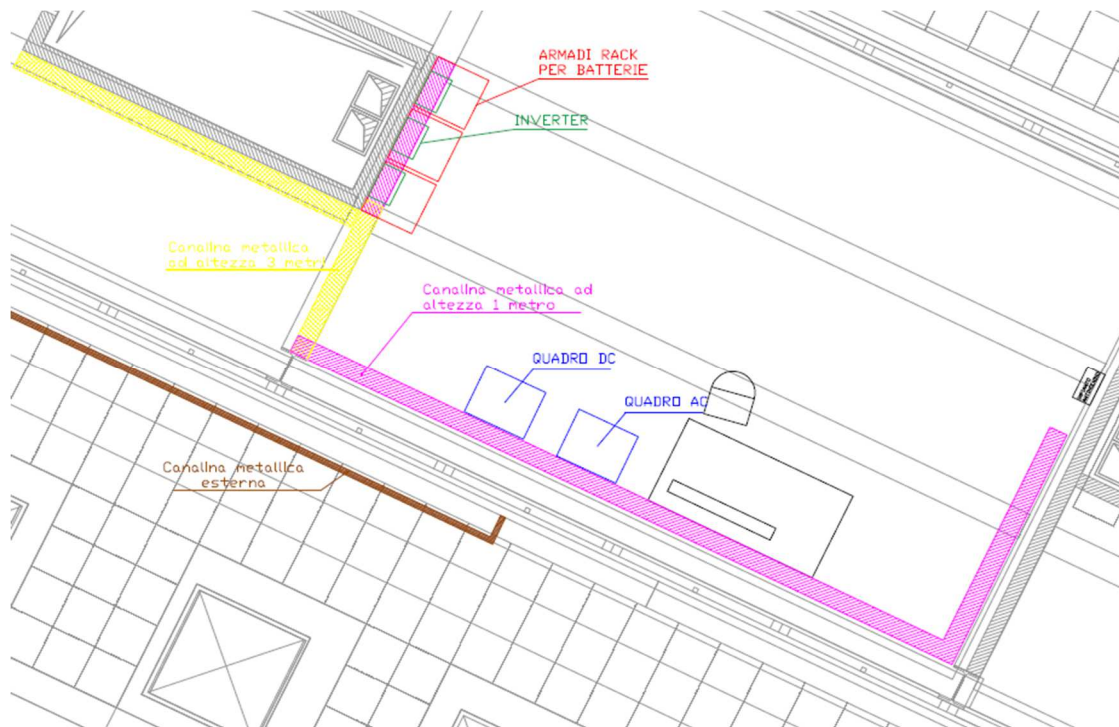 ARMADI RACK
PER BATTERIE
INVERTER
Canalina metallica
ad altezza 3 metri
Canalina metallica ad
altezza 1 metro
QUADRO DC
QUADRO AC
Canalina metallica
esterna